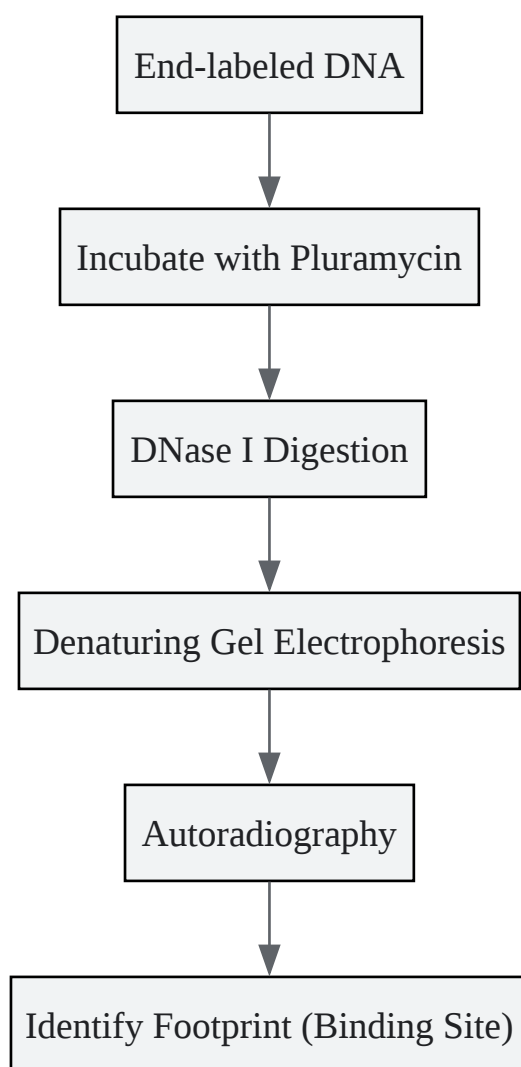 End-labeled DNA
Incubate with Pluramycin
DNase I Digestion
Denaturing Gel Electrophoresis
Autoradiography
Identify Footprint (Binding Site)